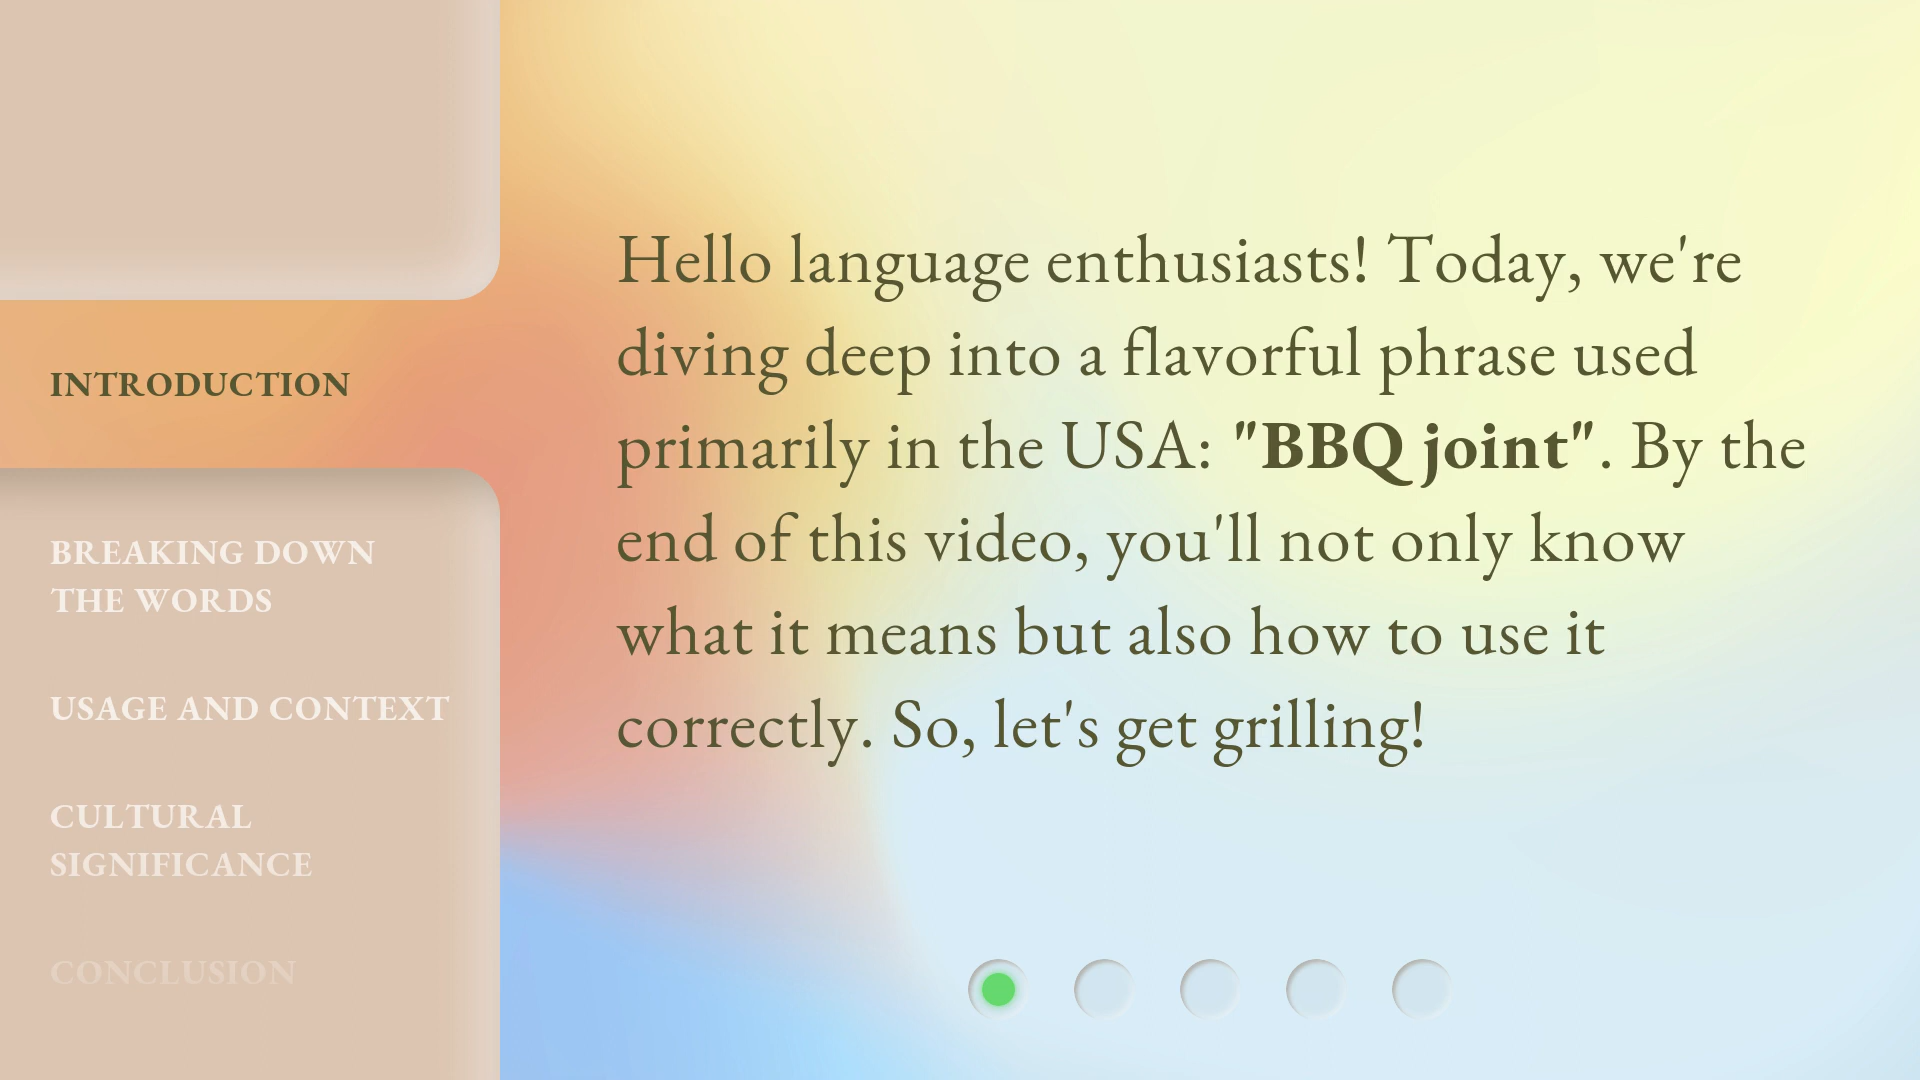 INTRODUCTION
BREAKING DOWN
THE WORDS
USAGE AND CONTEXT
CULTURAL
SIGNIFICANCE
CONCLUSION
Hello language enthusiasts! Today, we're
diving deep into a flavorful phrase used
primarily in the USA: "BBQ joint". By the
end of this video, you'll not only know
what it means but also how to use it
correctly. So, let's get grilling!